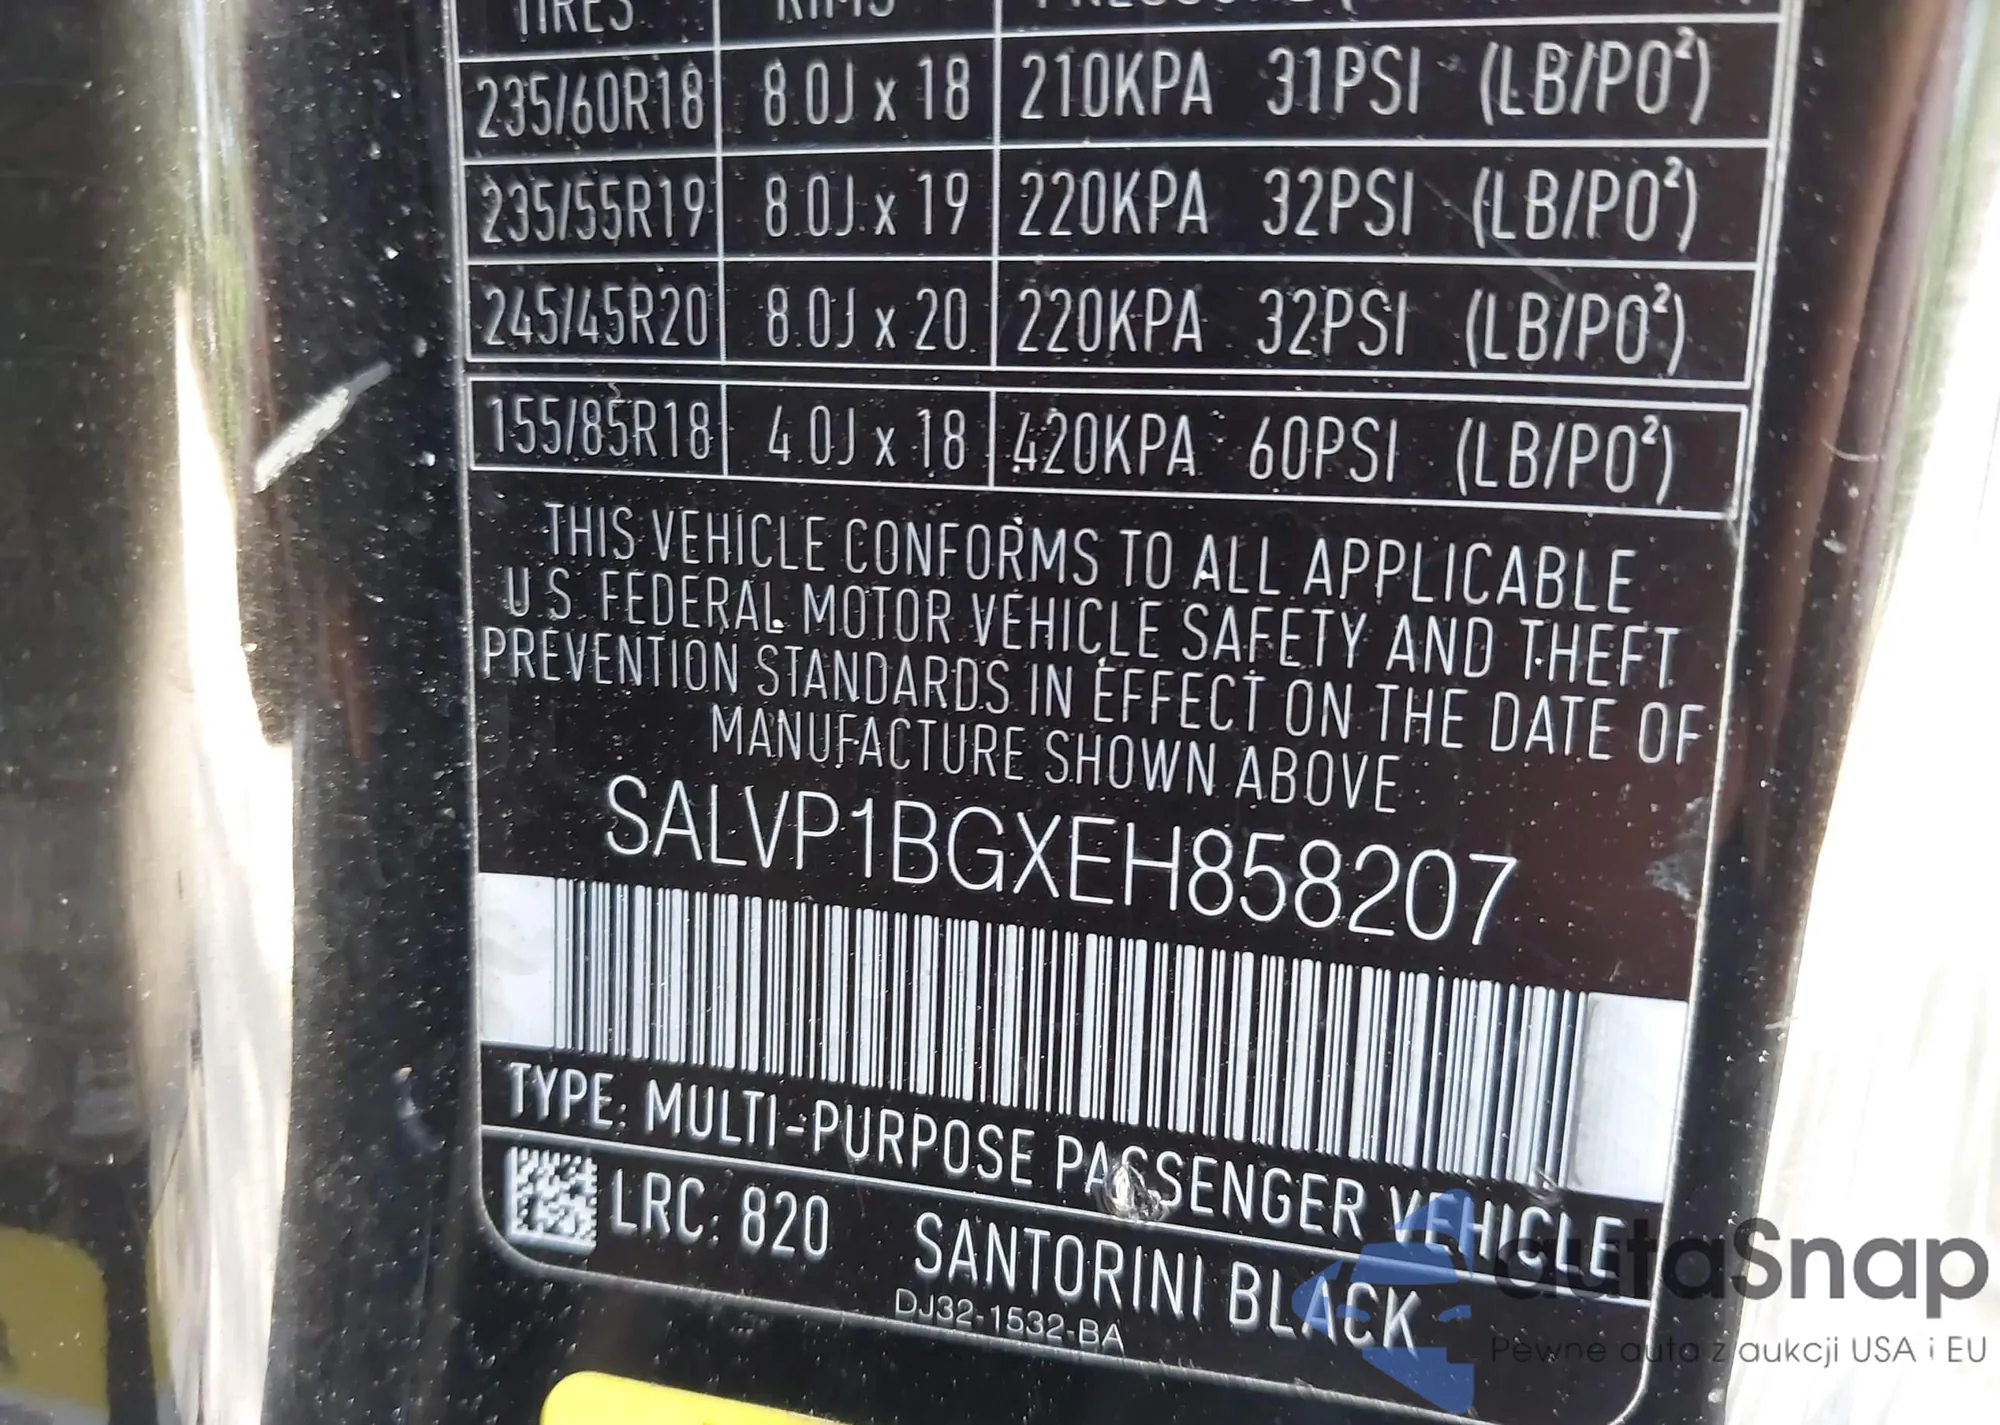 TIRES RIMS PRESSURE (
235/60R18 8.0J x 18 210KPA 31PSI (LB/PO²)
235/55R19 8.0J x 19 220KPA 32PSI (LB/PO²)
245/45R20 8.0J x 20 220KPA 32PSI (LB/PO²)
155/85R18 4.0J x 18 420KPA 60PSI (LB/PO²)
THIS VEHICLE CONFORMS TO ALL APPLICABLE
U.S. FEDERAL MOTOR VEHICLE SAFETY AND THEFT
PREVENTION STANDARDS IN EFFECT ON THE DATE OF
MANUFACTURE SHOWN ABOVE
SALVP1BGXEH858207
TYPE: MULTI-PURPOSE PASSENGER VEHICLE
LRC: 820 SANTORINI BLACK
DJ32-1532-BA
autaSnap
Pewne auta z aukcji USA i EU